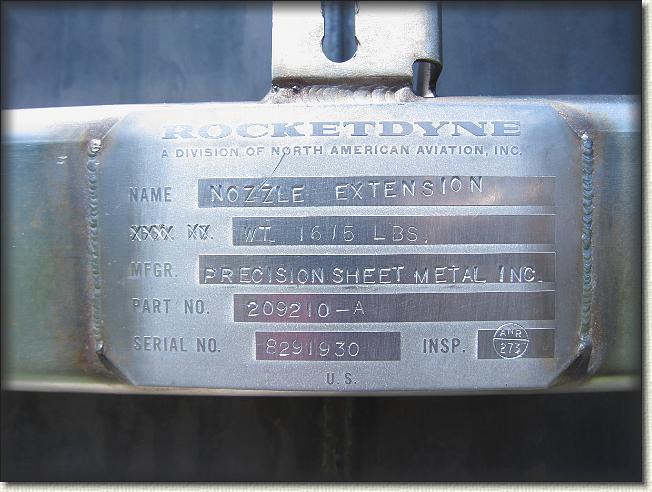 ROCKETDYNE
A DIVISION OF NORTH AMERICAN AVIATION, INC.
NAME NOZZLE EXTENSION
WT. 1615 LBS.
MFGR. PRECISION SHEET METAL INC.
PART NO. 209210-A
SERIAL NO. 8291930 INSP. 273
U.S.